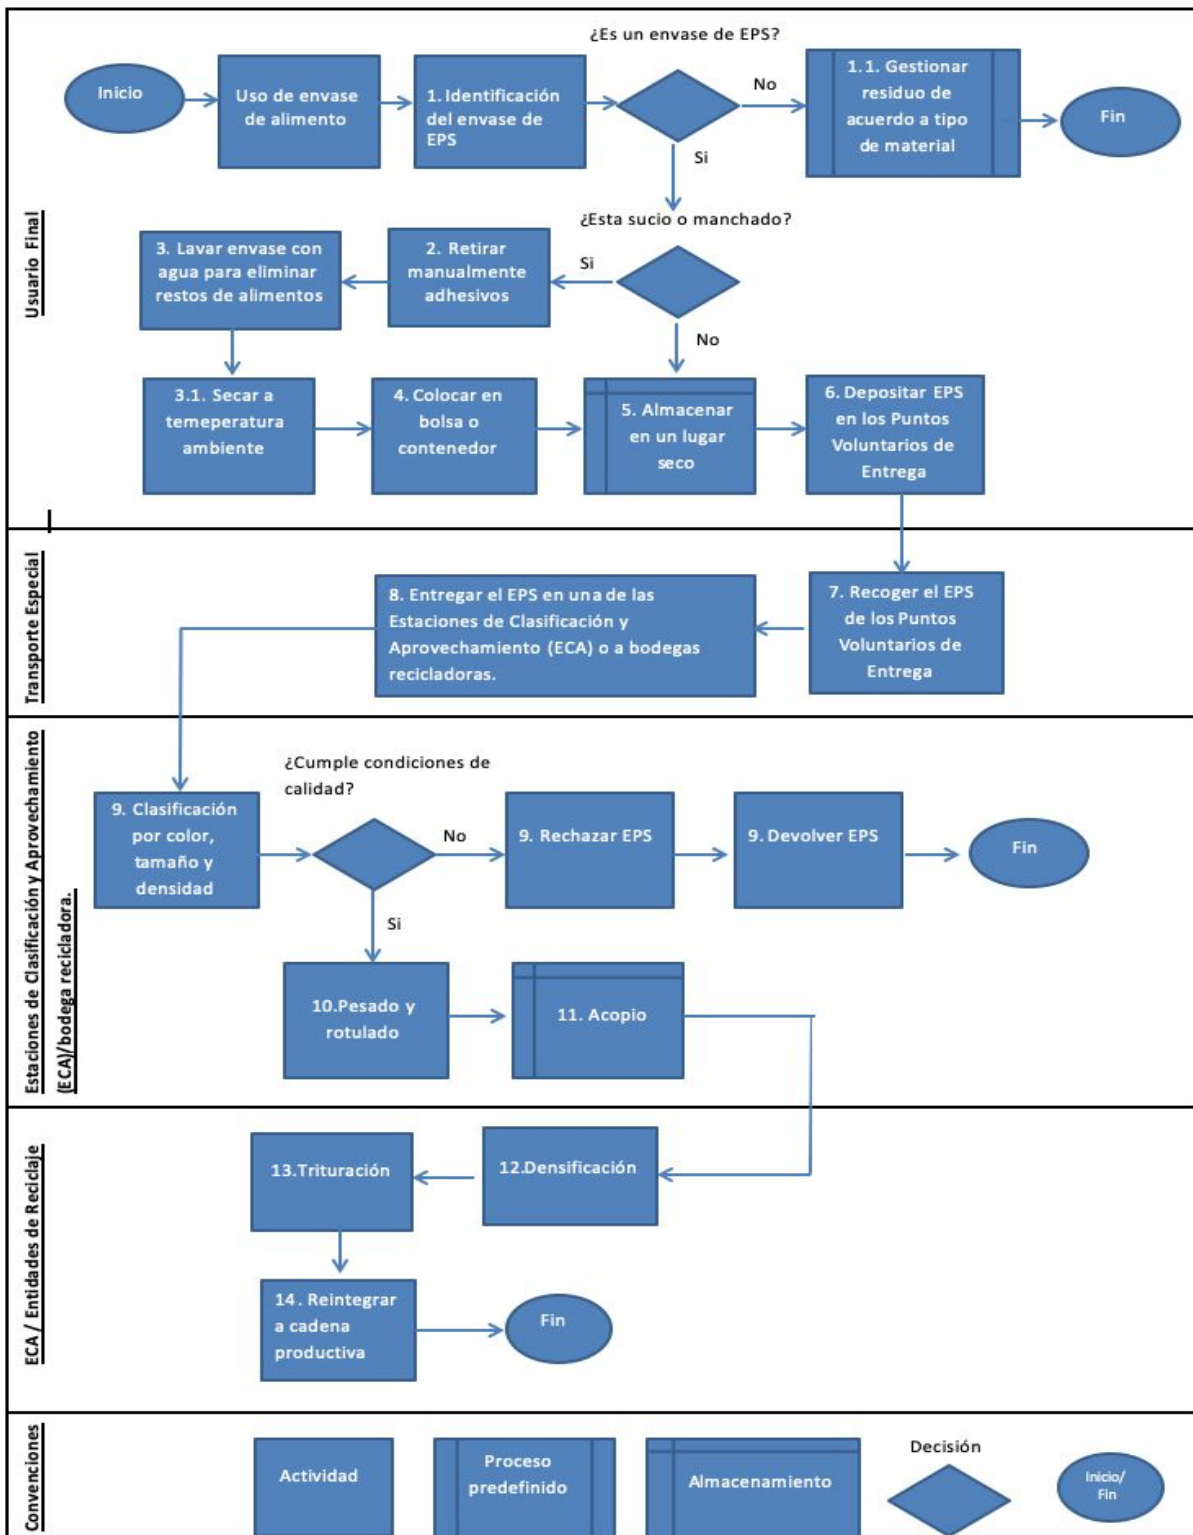 ¿Es un envase de EPS?
Inicio
Uso de envase
de alimento
1. Identificación
del envase de
EPS
No
1.1. Gestionar
residuo de
acuerdo a tipo
de material
Fin
Si
Usuario Final
¿Esta sucio o manchado?
3. Lavar envase con
agua para eliminar
restos de alimentos
2. Retirar
manualmente
adhesivos
Si
No
3.1. Secar a
temeperatura
ambiente
4. Colocar en
bolsa o
contenedor
5. Almacenar
en un lugar
seco
6. Depositar EPS
en los Puntos
Voluntarios de
Entrega
Transporte Especial
8. Entregar el EPS en una de las
Estaciones de Clasificación y
Aprovechamiento (ECA) o a bodegas
recicladoras.
7. Recoger el EPS
de los Puntos
Voluntarios de
Entrega
Estaciones de Clasificación y Aprovechamiento
(ECA)/bodega recicladora.
¿Cumple condiciones de
calidad?
9. Clasificación
por color,
tamaño y
densidad
No
9. Rechazar EPS
9. Devolver EPS
Fin
Si
10.Pesado y
rotulado
11. Acopio
ECA / Entidades de Reciclaje
13.Trituración
12.Densificación
14. Reintegrar
a cadena
productiva
Fin
Convenciones
Actividad
Proceso
predefinido
Almacenamiento
Decisión
Inicio/
Fin